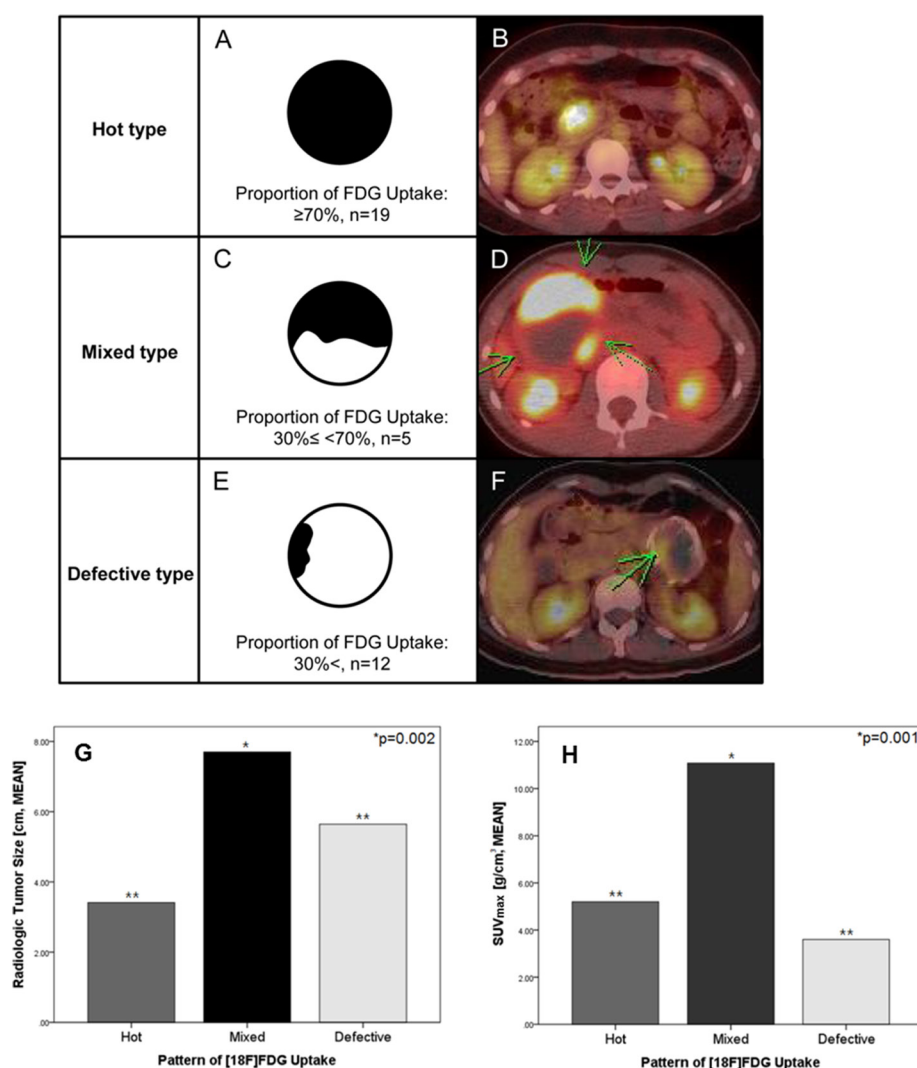 A
B
Hot type
Proportion of FDG Uptake:
≥70%, n=19
C
D
Mixed type
Proportion of FDG Uptake:
30%≤ <70%, n=5
E
F
Defective type
Proportion of FDG Uptake:
30%<, n=12
G
*p=0.002
Radiologic Tumor Size [cm, MEAN]
8.00
6.00
4.00
2.00
.00
**
*
**
Hot
Mixed
Defective
Pattern of [18F]FDG Uptake
H
*p=0.001
SUVmax [g/cm³, MEAN]
12.00
10.00
8.00
6.00
4.00
2.00
.00
**
*
**
Hot
Mixed
Defective
Pattern of [18F]FDG Uptake